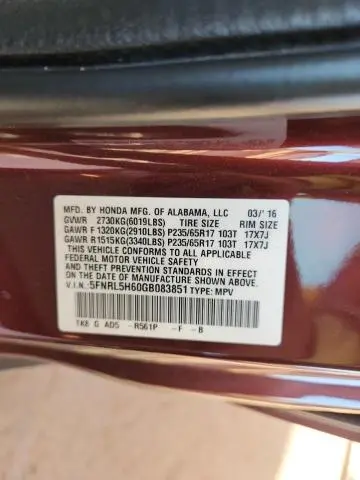 MFD. BY HONDA MFG. OF ALABAMA, LLC 03/'16
GVWR 2730KG(6019LBS) TIRE SIZE RIM SIZE
GAWR F 1320KG(2910LBS) P235/65R17 103T 17X7J
GAWR R1515KG(3340LBS) P235/65R17 103T 17X7J
THIS VEHICLE CONFORMS TO ALL APPLICABLE
FEDERAL MOTOR VEHICLE SAFETY AND
THEFT PREVENTION STANDARDS IN EFFECT ON
THE DATE OF MANUFACTURE SHOWN ABOVE.
V.I.N.: 5FNRL5H60GB083851 TYPE: MPV
TK8 G AD5 -R561P -F -B